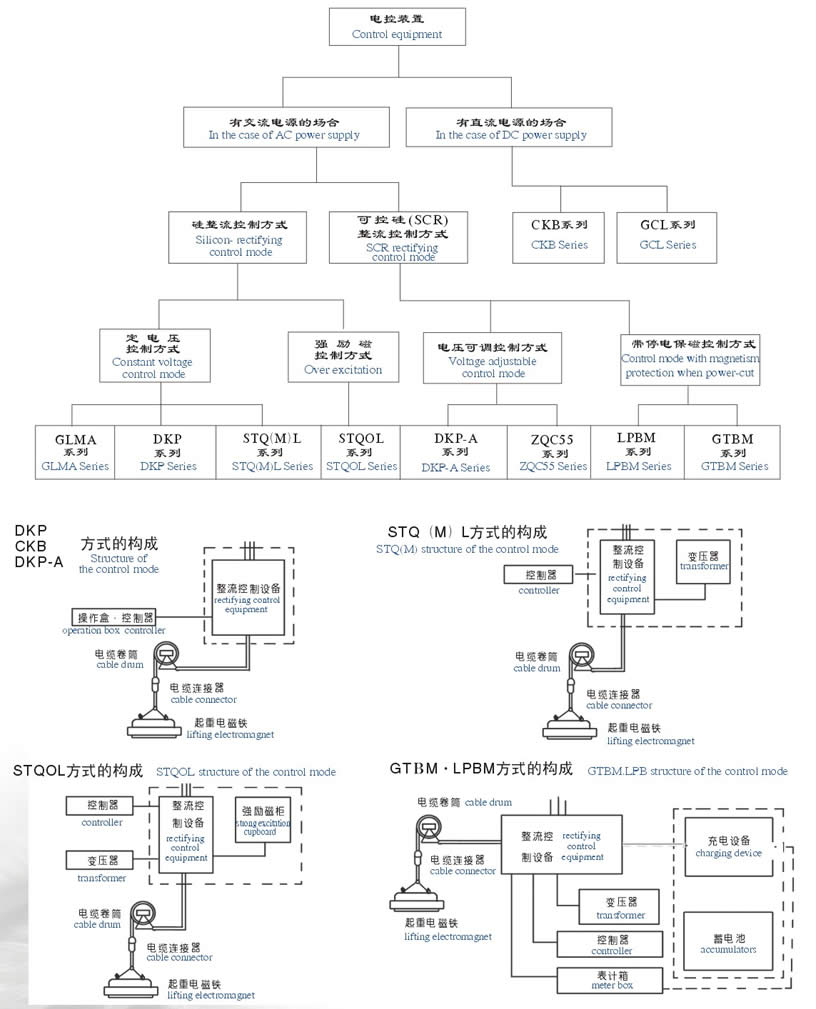 电控装置
Control equipment
有交流电源的场合
In the case of AC power supply
有直流电源的场合
In the case of DC power supply
硅整流控制方式
Silicon- rectifying
control mode
可控硅(SCR)
整流控制方式
SCR rectifying
control mode
CKB系列
CKB Series
GCL系列
GCL Series
定 电 压
控制方式
Constant voltage
control mode
强 励 磁
控制方式
Over excitation
电压可调控制方式
Voltage adjustable
control mode
带停电保磁控制方式
Control mode with magnetism
protection when power-cut
GLMA
系列
GLMA Series
DKP
系列
DKP Series
STQ(M)L
系列
STQ(M)L Series
STQOL
系列
STQOL Series
DKP-A
系列
DKP-A Series
ZQC55
系列
ZQC55 Series
LPBM
系列
LPBM Series
GTBM
系列
GTBM Series
DKP
CKB
DKP-A
方式的构成
Structure of
the control mode
整流控制设备
rectifying control
equipment
操作盒·控制器
operation box controller
电缆卷筒
cable drum
电缆连接器
cable connector
起重电磁铁
lifting electromagnet
STQ (M) L方式的构成
STQ(M) structure of the control mode
整流控
制设备
rectifying
control
equipment
变压器
transformer
控制器
controller
电缆卷筒
cable drum
电缆连接器
cable connector
起重电磁铁
lifting electromagnet
STQOL方式的构成 STQOL structure of the control mode
控制器
controller
整流控
制设备
rectifying
control
equipment
强励磁柜
strong excitation
cupboard
变压器
transformer
电缆卷筒
cable drum
电缆连接器
cable connector
起重电磁铁
lifting electromagnet
GTBM·LPBM方式的构成 GTBM.LPB structure of the control mode
电缆卷筒 cable drum
整流控
制设备
rectifying
control
equipment
充电设备
charging device
电缆连接器
cable connector
起重电磁铁
lifting electromagnet
变压器
transformer
控制器
controller
表计箱
meter box
蓄电池
accumulators